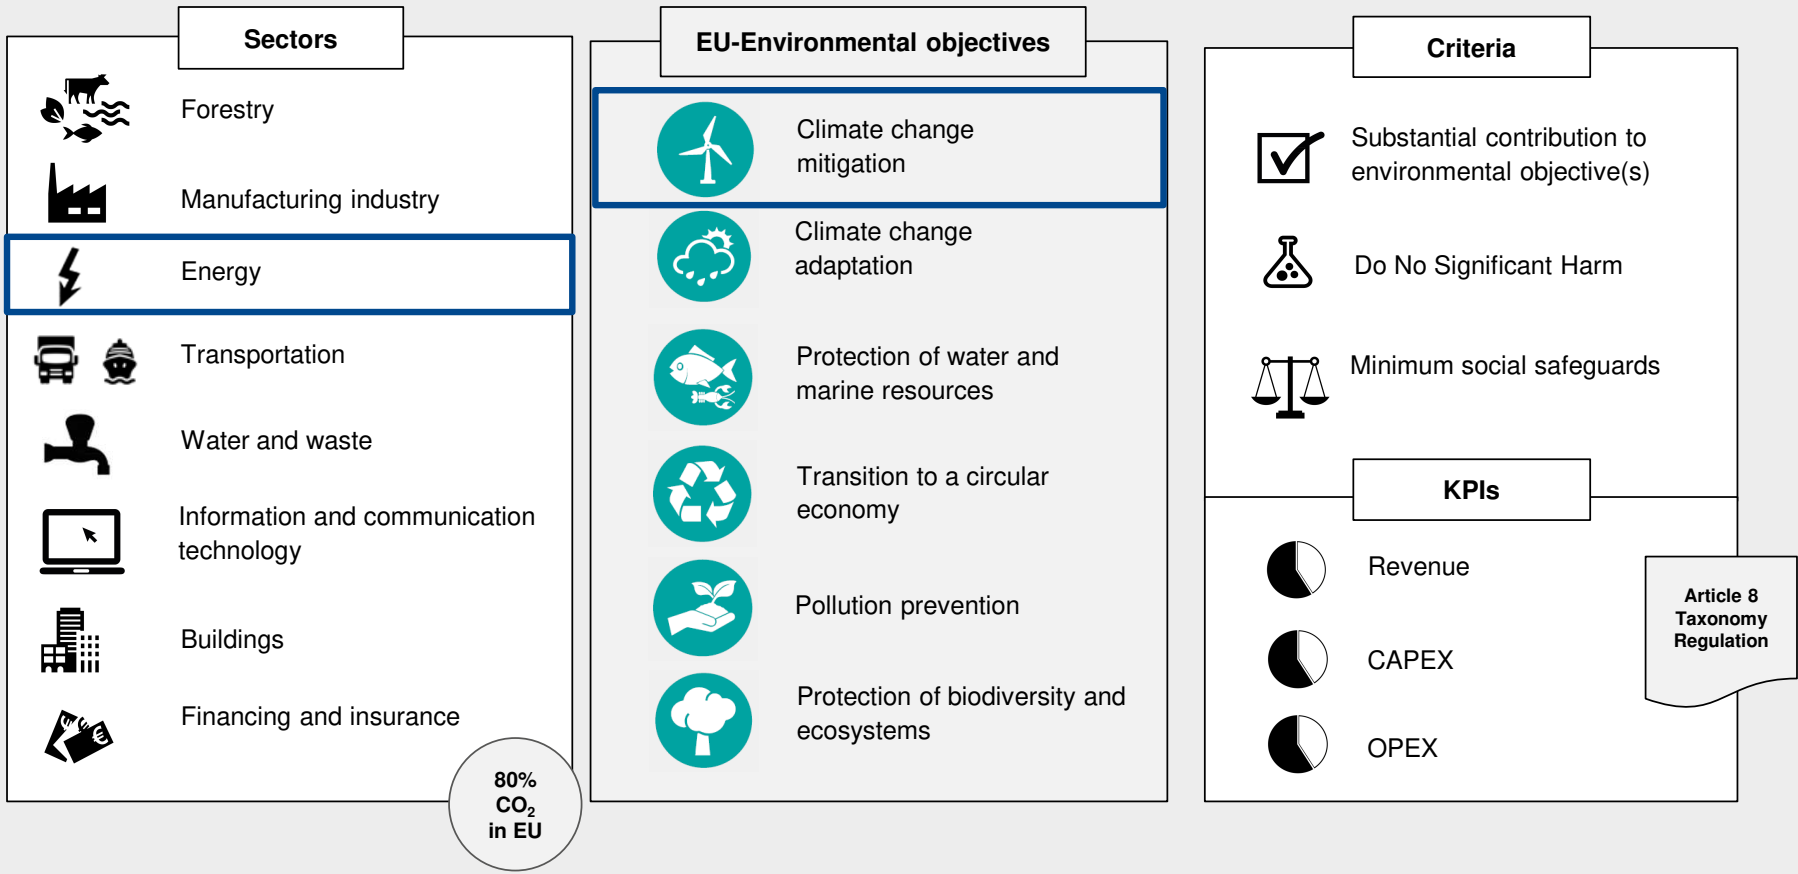 Sectors
Forestry
Manufacturing industry
Energy
Transportation
Water and waste
Information and communication
technology
Buildings
Financing and insurance
80%
CO₂
in EU
EU-Environmental objectives
Climate change
mitigation
Climate change
adaptation
Protection of water and
marine resources
Transition to a circular
economy
Pollution prevention
Protection of biodiversity and
ecosystems
Criteria
Substantial contribution to
environmental objective(s)
Do No Significant Harm
Minimum social safeguards
KPIs
Revenue
CAPEX
OPEX
Article 8
Taxonomy
Regulation